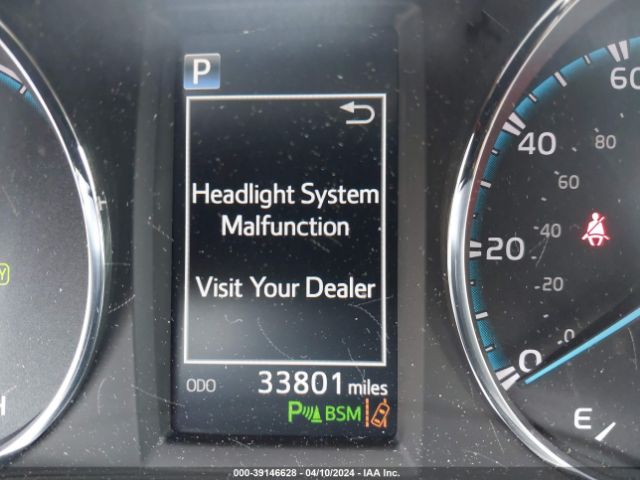 P
Headlight System
Malfunction
Visit Your Dealer
ODO 33801 miles
P BSM
60
40
80
60
20
40
20
0
0
E
Y
H
000-39146628 - 04/10/2024 - IAA Inc.